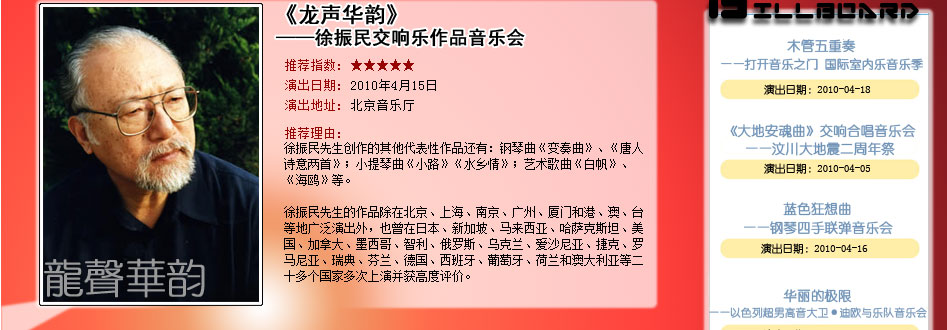 《龙声华韵》
——徐振民交响乐作品音乐会
推荐指数：★★★★★
演出日期：2010年4月15日
演出地址：北京音乐厅
推荐理由：
徐振民先生创作的其他代表性作品还有：钢琴曲《变奏曲》、《唐人
诗意两首》；小提琴曲《小路》《水乡情》；艺术歌曲《白帆》、
《海鸥》等。
徐振民先生的作品除在北京、上海、南京、广州、厦门和港、澳、台
等地广泛演出外，也曾在日本、新加坡、马来西亚、哈萨克斯坦、美
国、加拿大、墨西哥、智利、俄罗斯、乌克兰、爱沙尼亚、捷克、罗
马尼亚、瑞典、芬兰、德国、西班牙、葡萄牙、荷兰和澳大利亚等二
十多个国家多次上演并获高度评价。
龍聲華韵
BILLBOARD
木管五重奏
——打开音乐之门 国际室内乐音乐季
演出日期：2010-04-18
《大地安魂曲》交响合唱音乐会
——汶川大地震二周年祭
演出日期：2010-04-05
蓝色狂想曲
——钢琴四手联弹音乐会
演出日期：2010-04-16
华丽的极限
——以色列超男高音大卫●迪欧与乐队音乐会